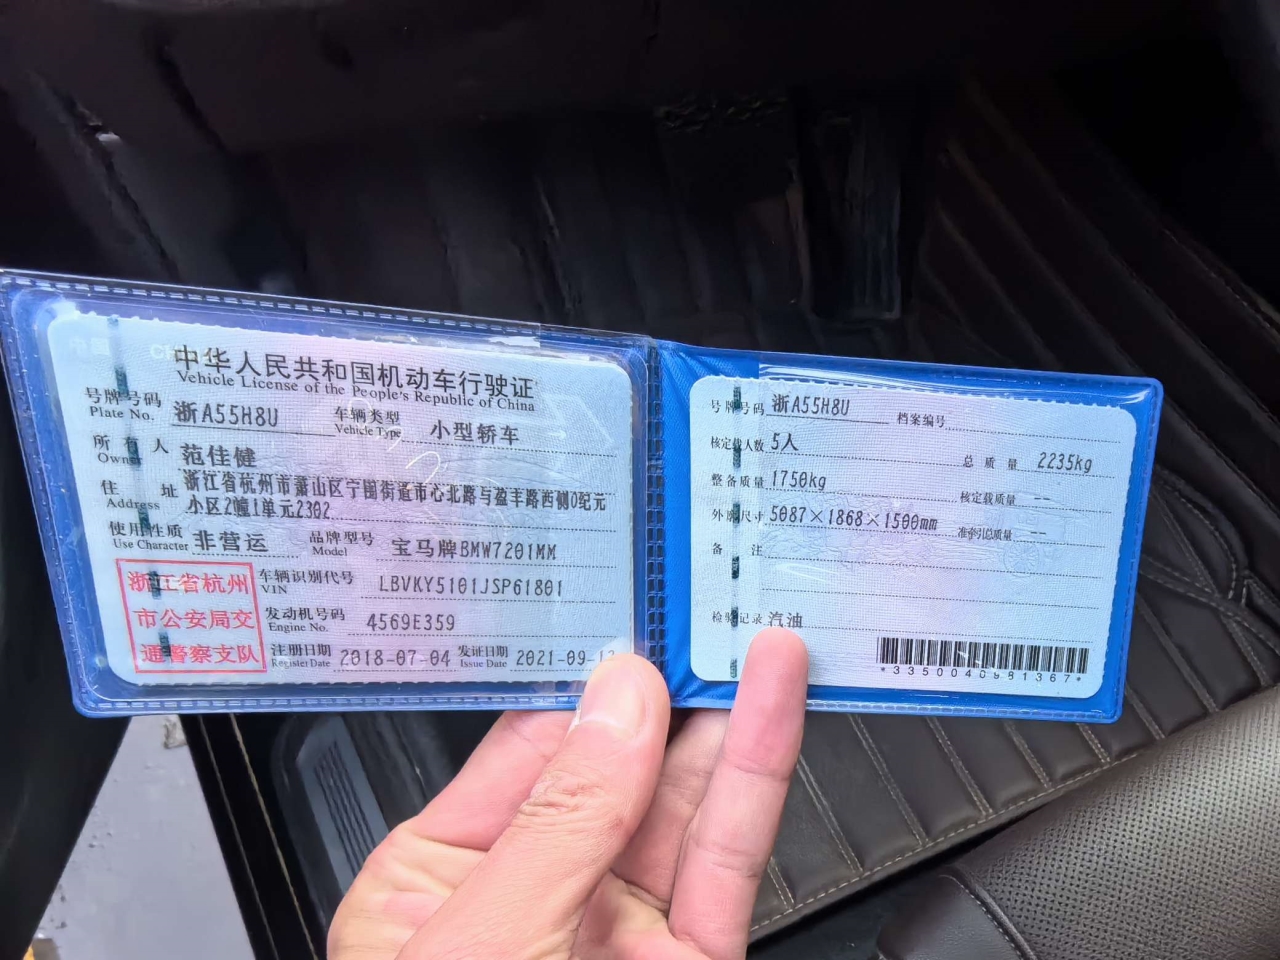 中华人民共和国机动车行驶证
Vehicle License of the People's Republic of China
号牌号码 浙A55H8U 车辆类型 小型轿车
Plate No. Vehicle Type
所有人 范佳健
Owner
住址 浙江省杭州市萧山区宁围街道市心北路与盈丰路西侧0纪元
Address 小区2幢1单元2302
使用性质 非营运 品牌型号 宝马牌BMW7201MM
Use Character Model
浙江省杭州
市公安局交
通警察支队
车辆识别代号 LBVKY5101JSP61801
VIN
发动机号码 4569E359
Engine No.
注册日期 2018-07-04 发证日期 2021-09-
Register Date Issue Date
号牌号码 浙A55H8U 档案编号
核定载人数 5人 总质量 2235kg
整备质量 1750kg 核定载质量 --
外廓尺寸 5087×1868×1500mm 准牵引总质量 --
备注
检验记录 汽油
*3350040981367*